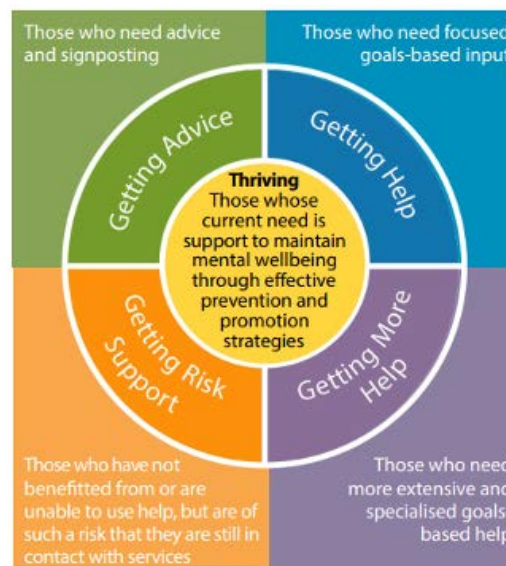 Those who need advice
and signposting
Those who need focused
goals-based input
Getting Advice
Getting Help
Thriving
Those whose
current need is
support to maintain
mental wellbeing
through effective
prevention and
promotion
strategies
Getting Risk
Support
Getting More
Help
Those who have not
benefitted from or are
unable to use help, but are of
such a risk that they are still in
contact with services
Those who need
more extensive and
specialised goals-
based help